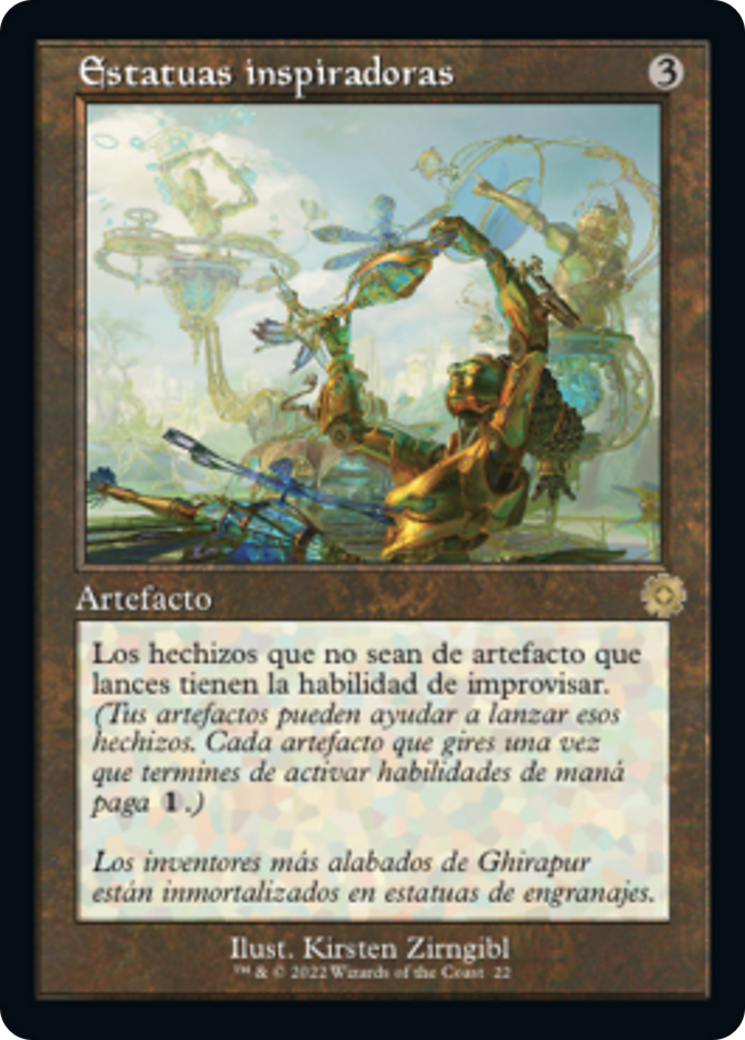 Estatuas inspiradoras 3
Artefacto
Los hechizos que no sean de artefacto que
lances tienen la habilidad de improvisar.
(Tus artefactos pueden ayudar a lanzar esos
hechizos. Cada artefacto que gires una vez
que termines de activar habilidades de maná
paga 1.)
Los inventores más alabados de Ghirapur
están inmortalizados en estatuas de engranajes.
Ilust. Kirsten Zirngibl
™ & © 2022 Wizards of the Coast 22